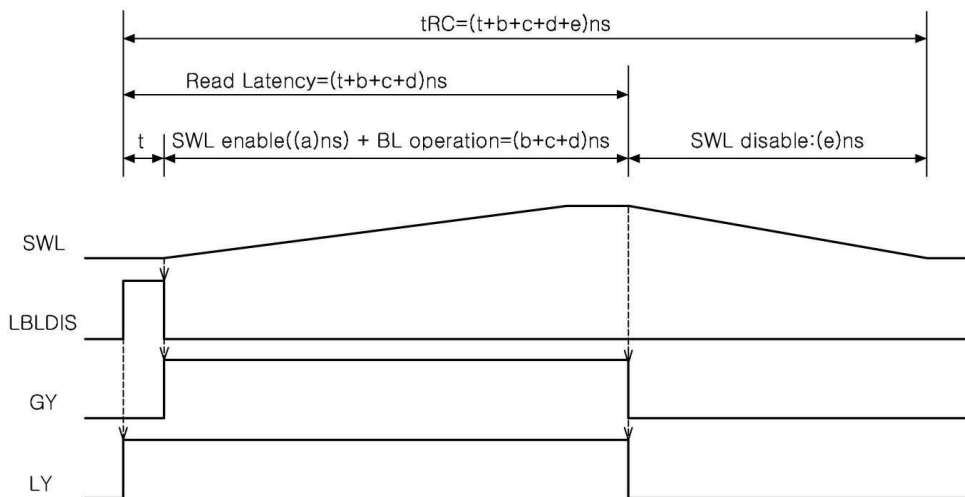 tRC=(t+b+c+d+e)ns
Read Latency=(t+b+c+d)ns
t
SWL enable((a)ns) + BL operation=(b+c+d)ns
SWL disable:(e)ns
SWL
LBLDIS
GY
LY